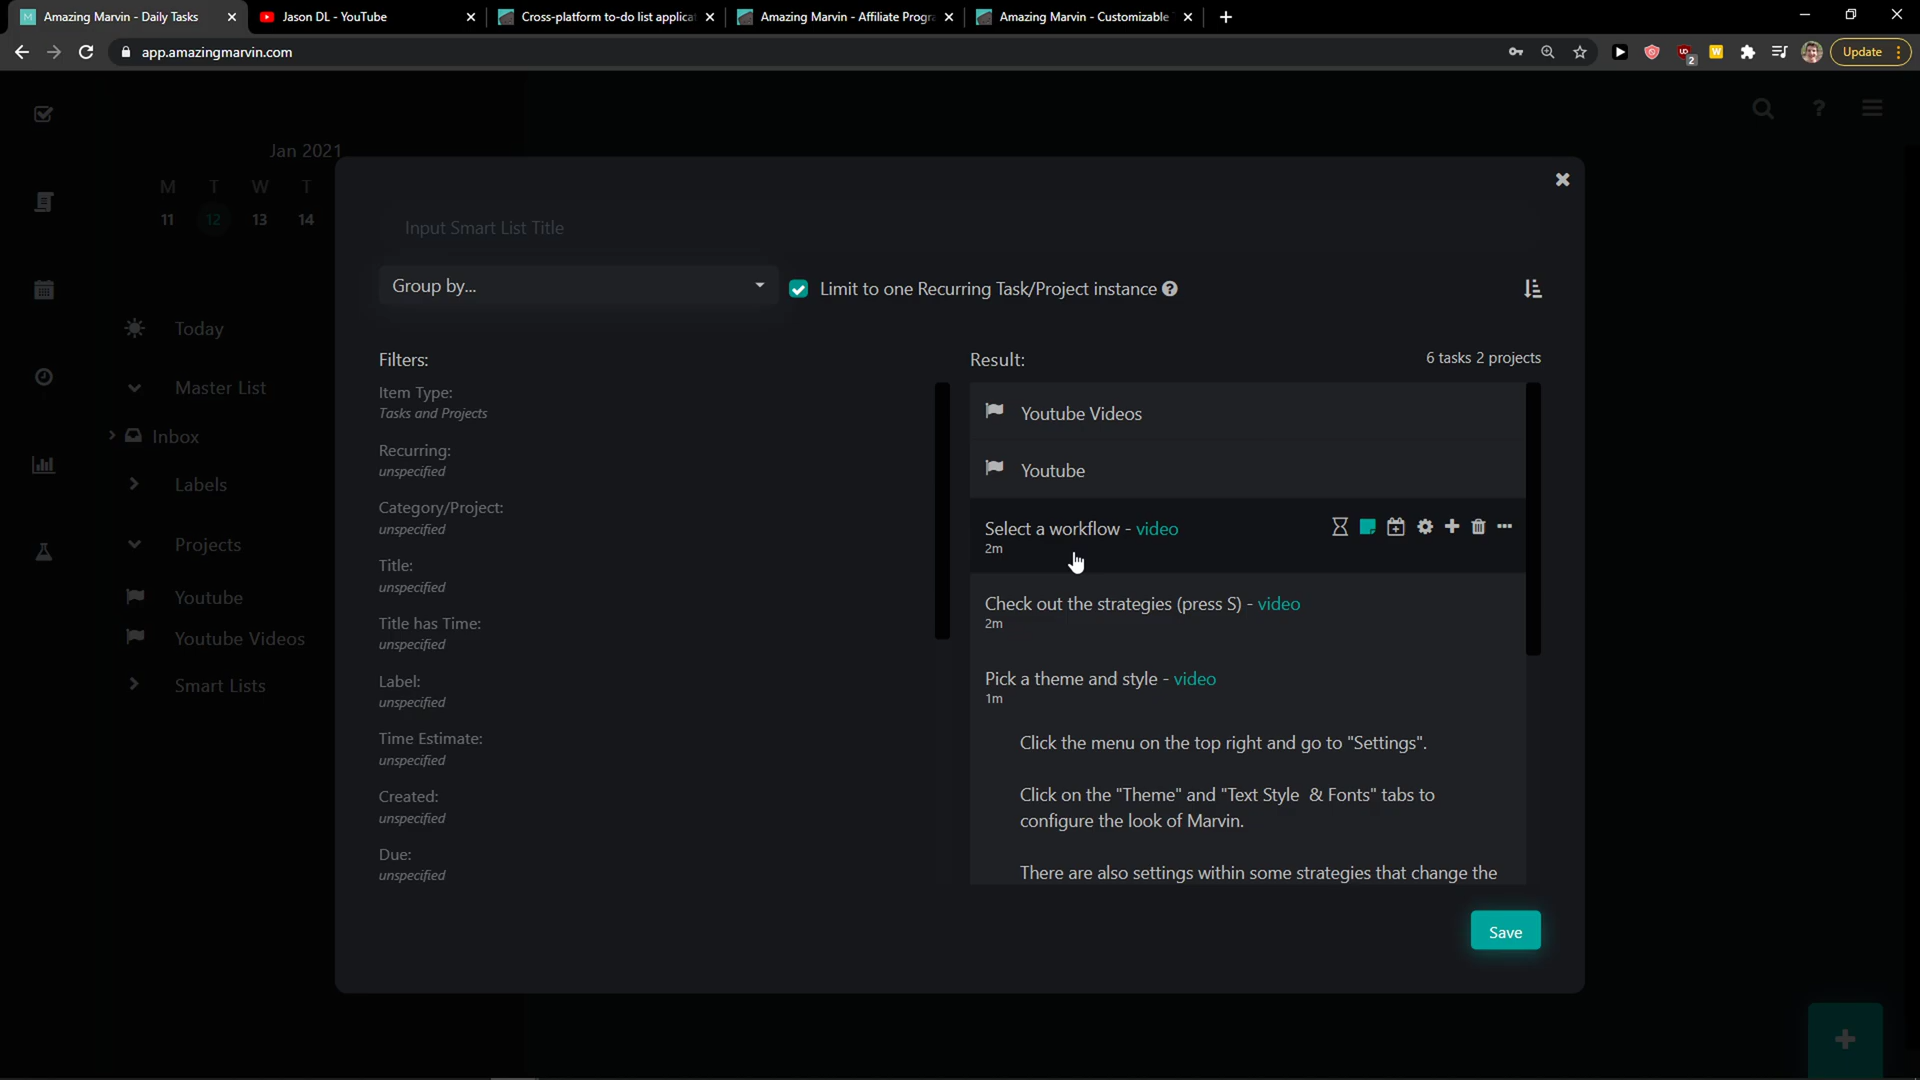 Amazing Marvin - Daily Tasks
Jason DL - YouTube
Cross-platform to-do list applica
Amazing Marvin - Affiliate Progra
Amazing Marvin - Customizable
app.amazingmarvin.com
2
Update
Jan 2021
M T W T
11 12 13 14
Today
Master List
Inbox
Labels
Projects
Youtube
Youtube Videos
Smart Lists
Input Smart List Title
Group by...
Limit to one Recurring Task/Project instance
Filters:
Item Type:
Tasks and Projects
Recurring:
unspecified
Category/Project:
unspecified
Title:
unspecified
Title has Time:
unspecified
Label:
unspecified
Time Estimate:
unspecified
Created:
unspecified
Due:
unspecified
Result:
6 tasks 2 projects
Youtube Videos
Youtube
Select a workflow - video
2m
Check out the strategies (press S) - video
2m
Pick a theme and style - video
1m
Click the menu on the top right and go to "Settings".
Click on the "Theme" and "Text Style & Fonts" tabs to
configure the look of Marvin.
There are also settings within some strategies that change the
Save